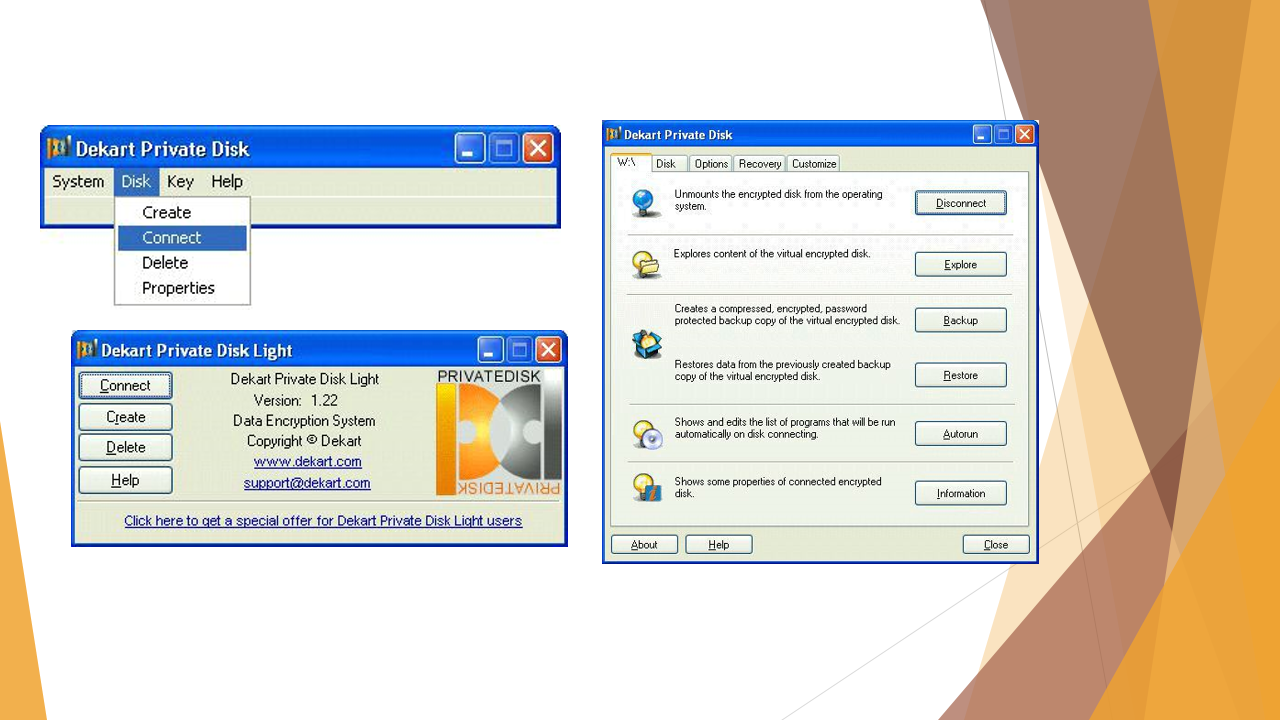 Dekart Private Disk
System Disk Key Help
Create
Connect
Delete
Properties
Dekart Private Disk Light
Connect
Create
Delete
Help
Dekart Private Disk Light
Version: 1.22
Data Encryption System
Copyright © Dekart
www.dekart.com
support@dekart.com
PRIVATEDISK
PRIVATEDISK
Click here to get a special offer for Dekart Private Disk Light users
Dekart Private Disk
W:\ Disk Options Recovery Customize
Unmounts the encrypted disk from the operating
system.
Disconnect
Explores content of the virtual encrypted disk.
Explore
Creates a compressed, encrypted, password
protected backup copy of the virtual encrypted disk.
Backup
Restores data from the previously created backup
copy of the virtual encrypted disk.
Restore
Shows and edits the list of programs that will be run
automatically on disk connecting.
Autorun
Shows some properties of connected encrypted
disk.
Information
About Help Close